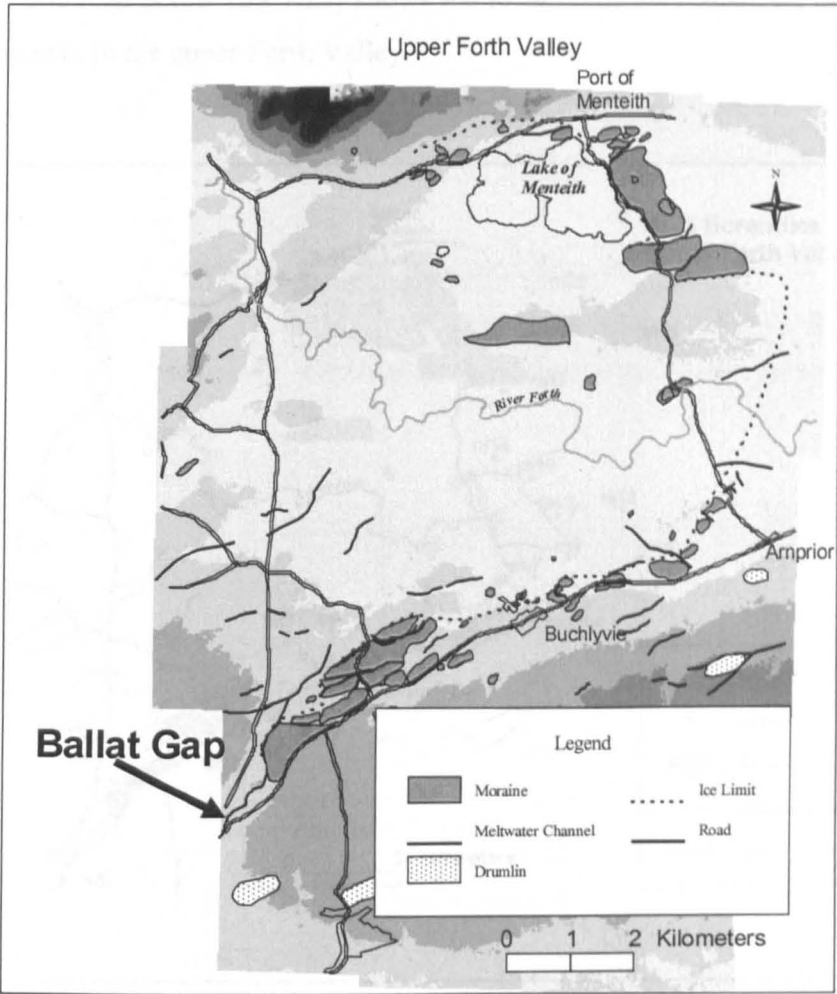 Upper Forth Valley
Port of
Menteith
Lake of
Menteith
N
River Forth
Arnprior
Buchlyvie
Ballat Gap
Legend
Moraine
Ice Limit
Meltwater Channel
Road
Drumlin
0 1 2 Kilometers